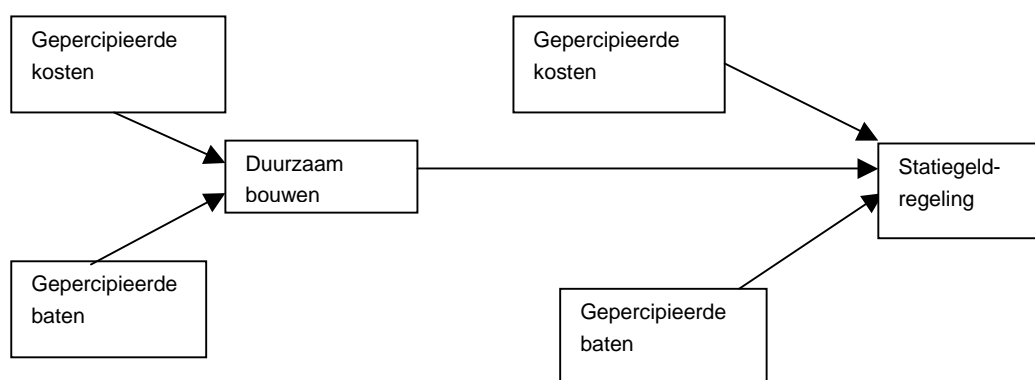 Gepercipieerde
kosten
Gepercipieerde
kosten
Duurzaam
bouwen
Statiegeld-
regeling
Gepercipieerde
baten
Gepercipieerde
baten